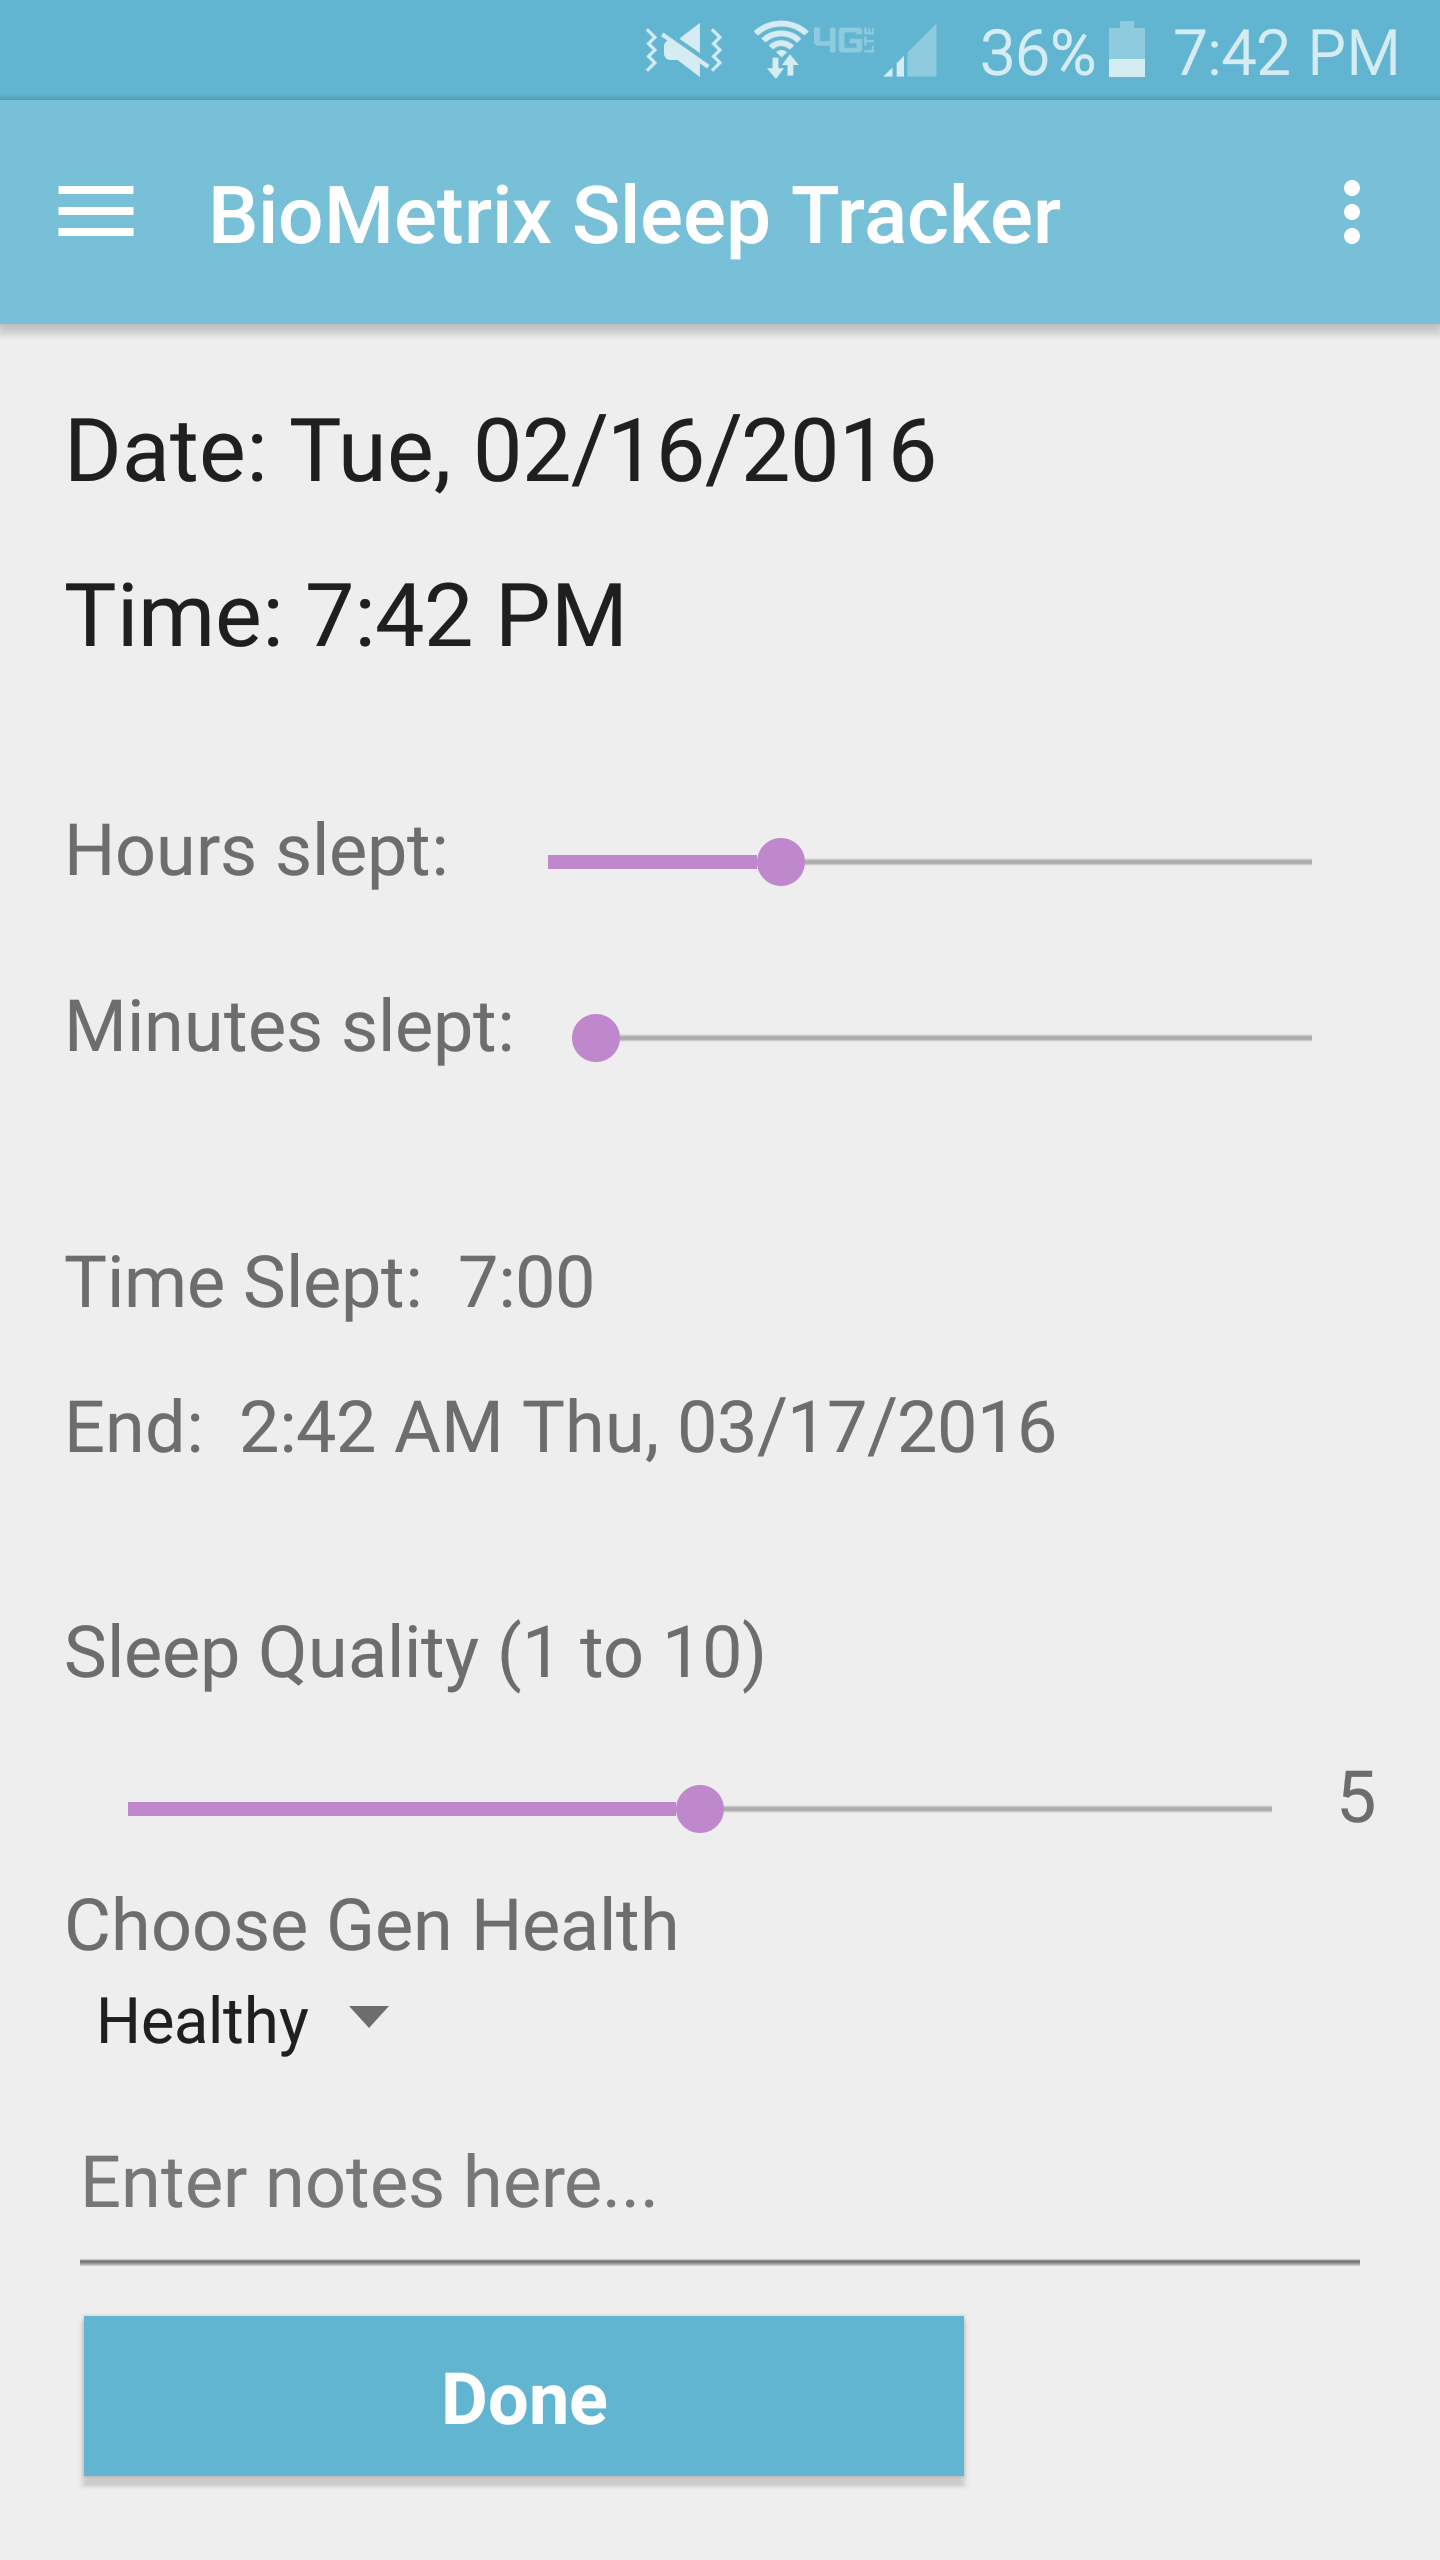 4G LTE 36% 7:42 PM
BioMetrix Sleep Tracker
Date: Tue, 02/16/2016
Time: 7:42 PM
Hours slept:
Minutes slept:
Time Slept: 7:00
End: 2:42 AM Thu, 03/17/2016
Sleep Quality (1 to 10)
5
Choose Gen Health
Healthy
Enter notes here...
Done